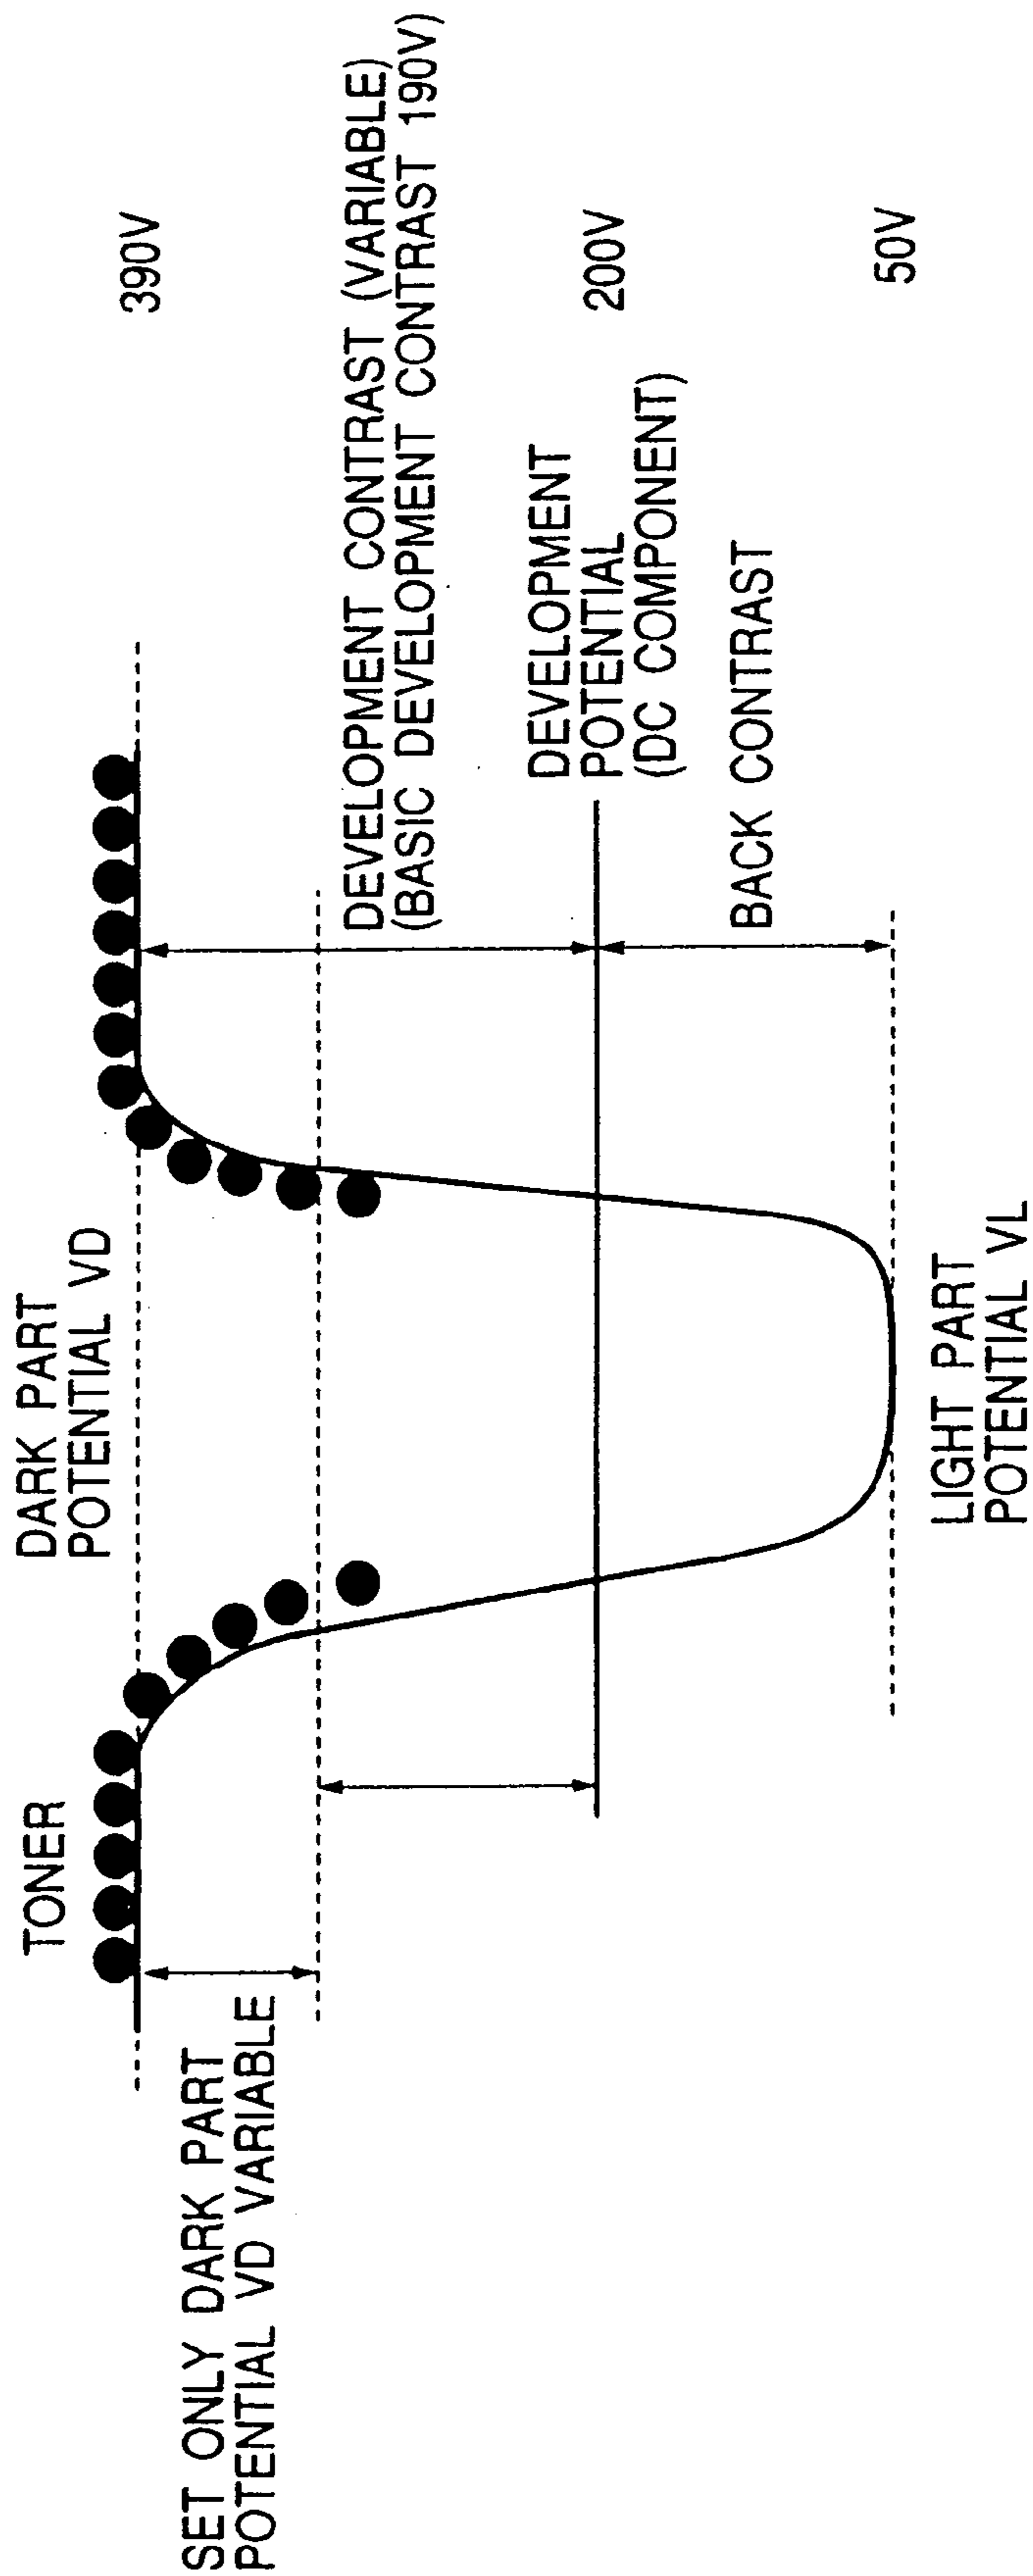 TONER
DARK PART
POTENTIAL VD
390V
SET ONLY DARK PART
POTENTIAL VD VARIABLE
DEVELOPMENT CONTRAST (VARIABLE)
(BASIC DEVELOPMENT CONTRAST 190V)
DEVELOPMENT
POTENTIAL
(DC COMPONENT)
200V
BACK CONTRAST
50V
LIGHT PART
POTENTIAL VL